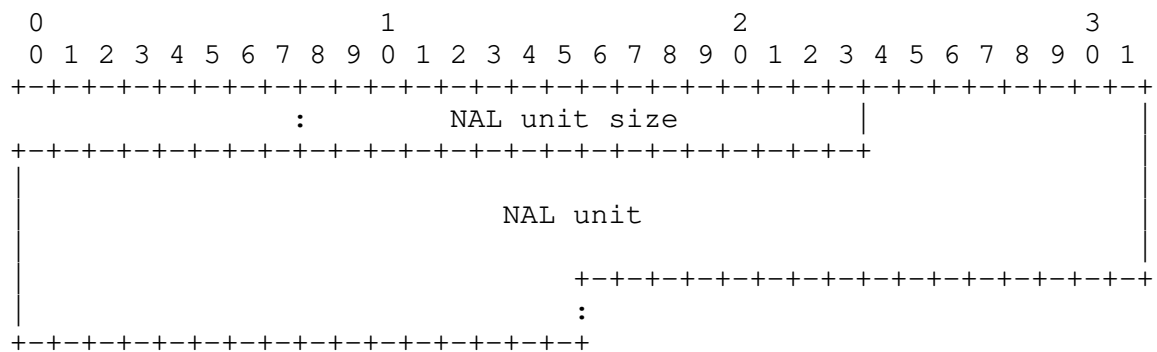 0                   1                   2                   3
 0 1 2 3 4 5 6 7 8 9 0 1 2 3 4 5 6 7 8 9 0 1 2 3 4 5 6 7 8 9 0 1
+-+-+-+-+-+-+-+-+-+-+-+-+-+-+-+-+-+-+-+-+-+-+-+-+-+-+-+-+-+-+-+-+
                :        NAL unit size          |               |
+-+-+-+-+-+-+-+-+-+-+-+-+-+-+-+-+-+-+-+-+-+-+-+-+               |
|                                                               |
|                           NAL unit                            |
|                                                               |
|                               +-+-+-+-+-+-+-+-+-+-+-+-+-+-+-+-+
|                               :
+-+-+-+-+-+-+-+-+-+-+-+-+-+-+-+-+